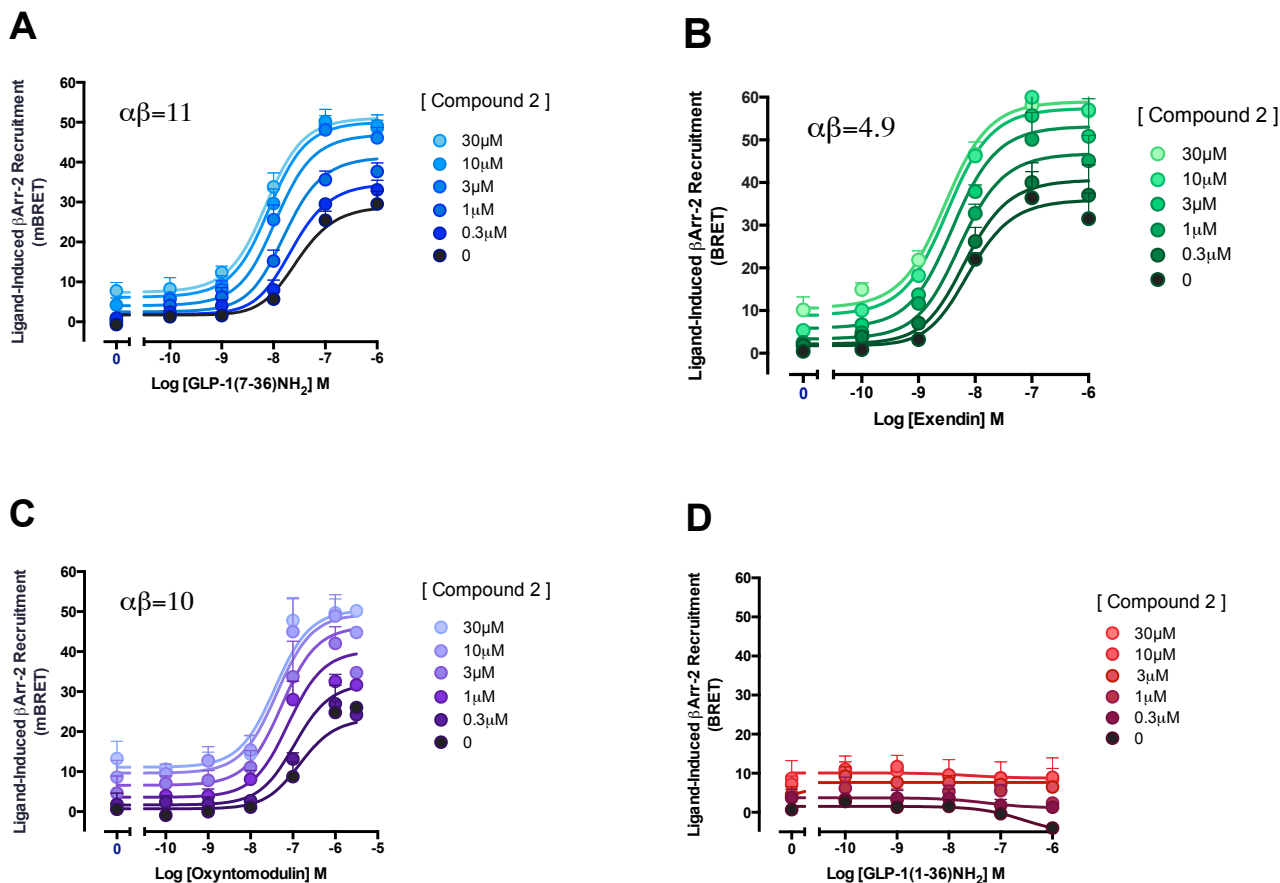 A
Ligand-Induced βArr-2 Recruitment
(mBRET)
60
50
40
30
20
10
0
αβ=11
0
-10
-9
-8
-7
-6
Log [GLP-1(7-36)NH₂] M
[ Compound 2 ]
30µM
10µM
3µM
1µM
0.3µM
0
B
Ligand-Induced βArr-2 Recruitment
(BRET)
60
50
40
30
20
10
0
αβ=4.9
0
-10
-9
-8
-7
-6
Log [Exendin] M
[ Compound 2 ]
30µM
10µM
3µM
1µM
0.3µM
0
C
Ligand-Induced βArr-2 Recruitment
(mBRET)
60
50
40
30
20
10
0
αβ=10
0
-10
-9
-8
-7
-6
-5
Log [Oxyntomodulin] M
[ Compound 2 ]
30µM
10µM
3µM
1µM
0.3µM
0
D
Ligand-Induced βArr-2 Recruitment
(BRET)
60
50
40
30
20
10
0
0
-10
-9
-8
-7
-6
Log [GLP-1(1-36)NH₂] M
[ Compound 2 ]
30µM
10µM
3µM
1µM
0.3µM
0